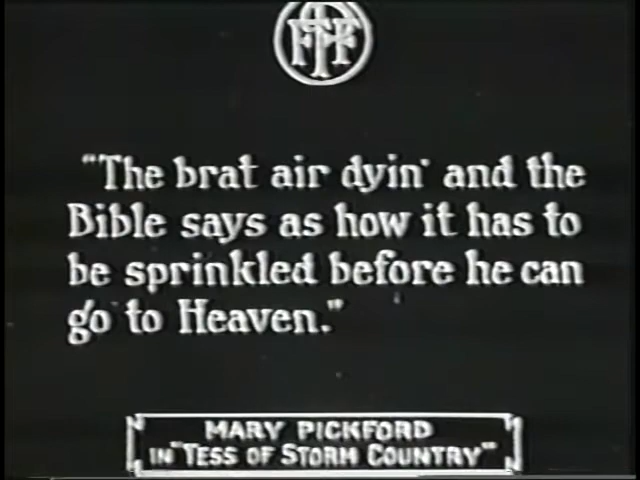 FTF
"The brat air dyin' and the
Bible says as how it has to
be sprinkled before he can
go to Heaven."
MARY PICKFORD
IN "TESS OF STORM COUNTRY"